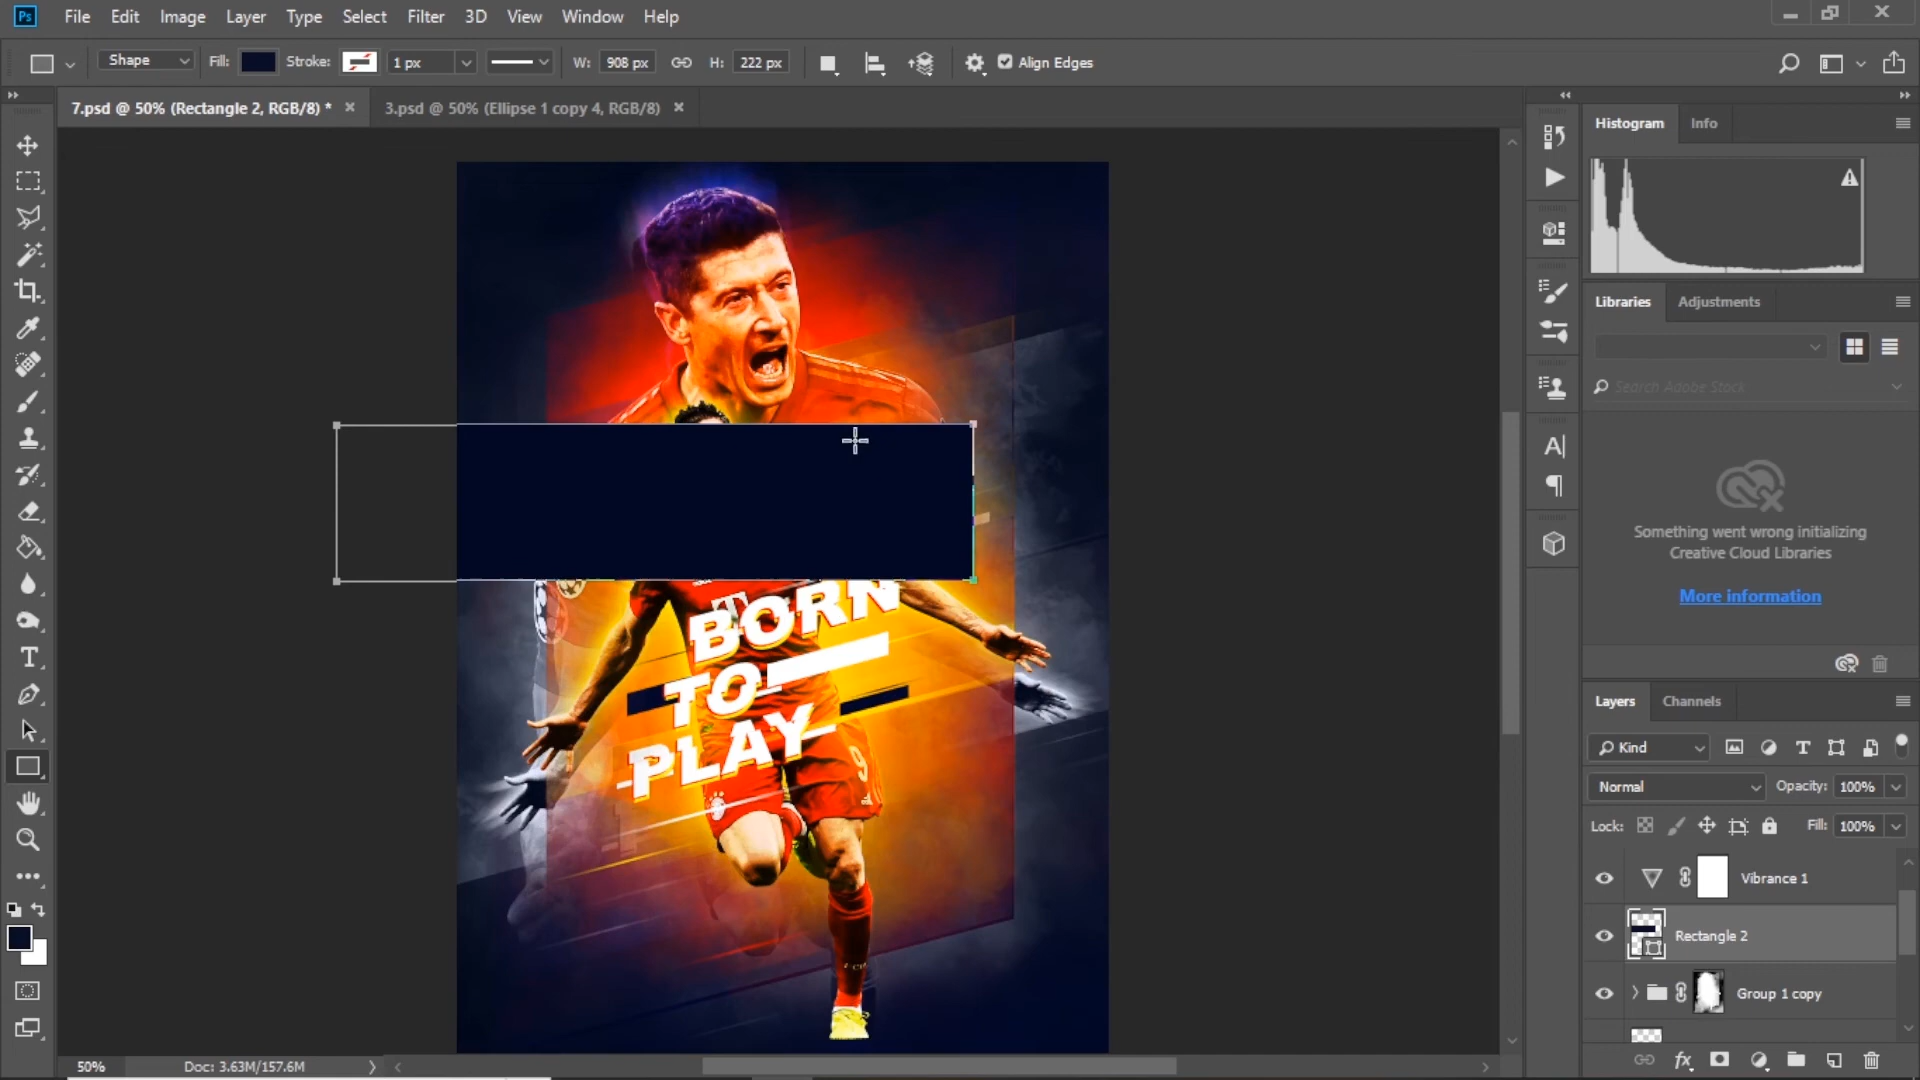 Ps File Edit Image Layer Type Select Filter 3D View Window Help
Shape Fill: Stroke: 1 px W: 908 px H: 222 px Align Edges
7.psd @ 50% (Rectangle 2, RGB/8) * × 3.psd @ 50% (Ellipse 1 copy 4, RGB/8) ×
Histogram Info
Libraries Adjustments
Search Adobe Stock
Something went wrong initializing
Creative Cloud Libraries
More information
BORN
TO
PLAY
9
Layers Channels
Kind
Normal Opacity: 100%
Lock: Fill: 100%
Vibrance 1
Rectangle 2
Group 1 copy
50% Doc: 3.63M/157.6M